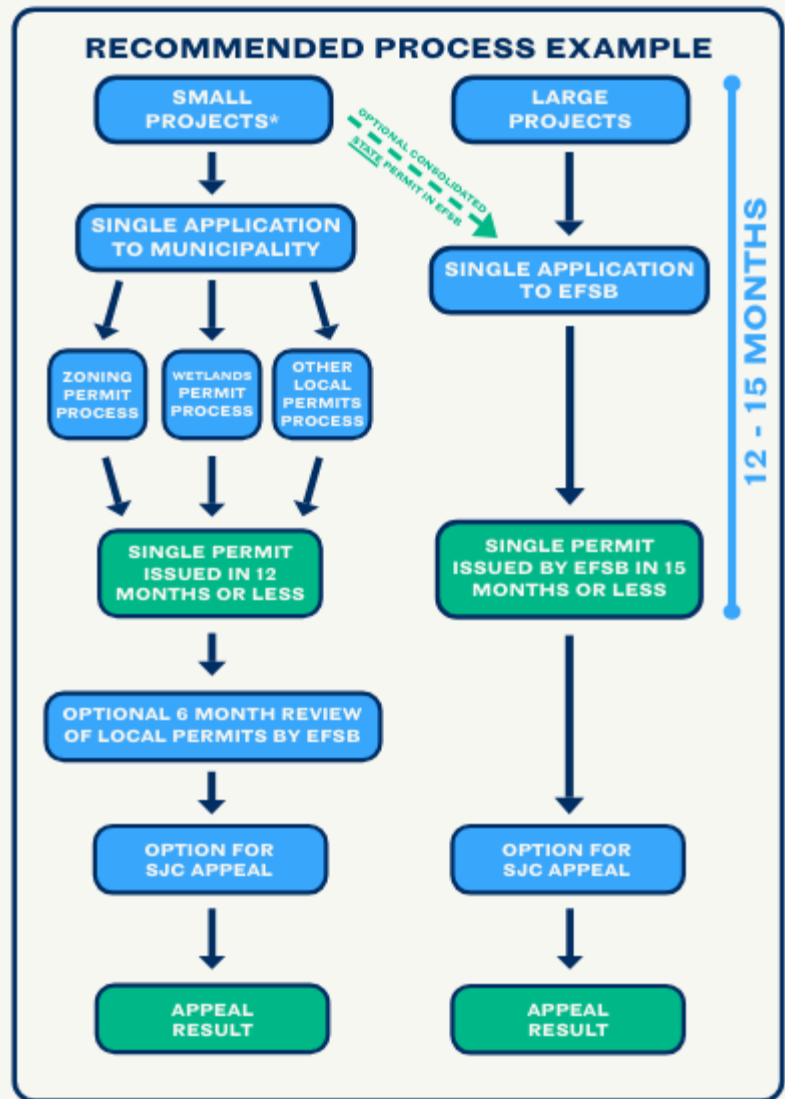 RECOMMENDED PROCESS EXAMPLE
SMALL
PROJECTS*
OPTIONAL CONSOLIDATED
STATE PERMIT IN EFSB
LARGE
PROJECTS
12 - 15 MONTHS
SINGLE APPLICATION
TO MUNICIPALITY
SINGLE APPLICATION
TO EFSB
ZONING
PERMIT
PROCESS
WETLANDS
PERMIT
PROCESS
OTHER
LOCAL
PERMITS
PROCESS
SINGLE PERMIT
ISSUED IN 12
MONTHS OR LESS
SINGLE PERMIT
ISSUED BY EFSB IN 15
MONTHS OR LESS
OPTIONAL 6 MONTH REVIEW
OF LOCAL PERMITS BY EFSB
OPTION FOR
SJC APPEAL
OPTION FOR
SJC APPEAL
APPEAL
RESULT
APPEAL
RESULT